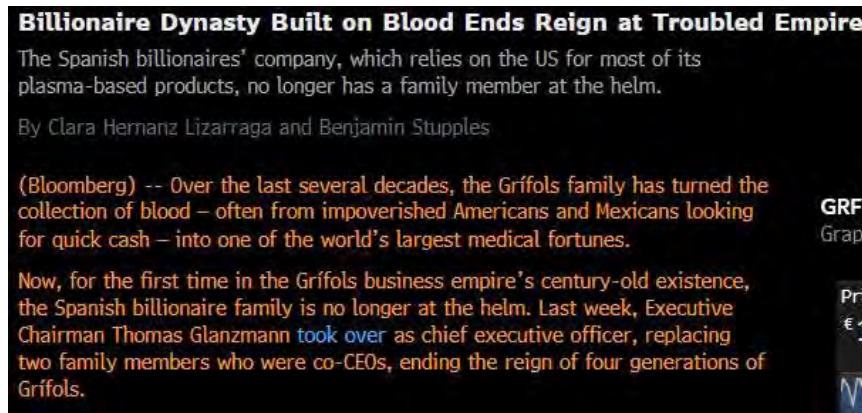 Billionaire Dynasty Built on Blood Ends Reign at Troubled Empire
The Spanish billionaires' company, which relies on the US for most of its
plasma-based products, no longer has a family member at the helm.
By Clara Hernanz Lizarraga and Benjamin Stupples
(Bloomberg) -- Over the last several decades, the Grífols family has turned the
collection of blood – often from impoverished Americans and Mexicans looking
for quick cash – into one of the world's largest medical fortunes.
Now, for the first time in the Grífols business empire's century-old existence,
the Spanish billionaire family is no longer at the helm. Last week, Executive
Chairman Thomas Glanzmann took over as chief executive officer, replacing
two family members who were co-CEOs, ending the reign of four generations of
Grífols.
GRF